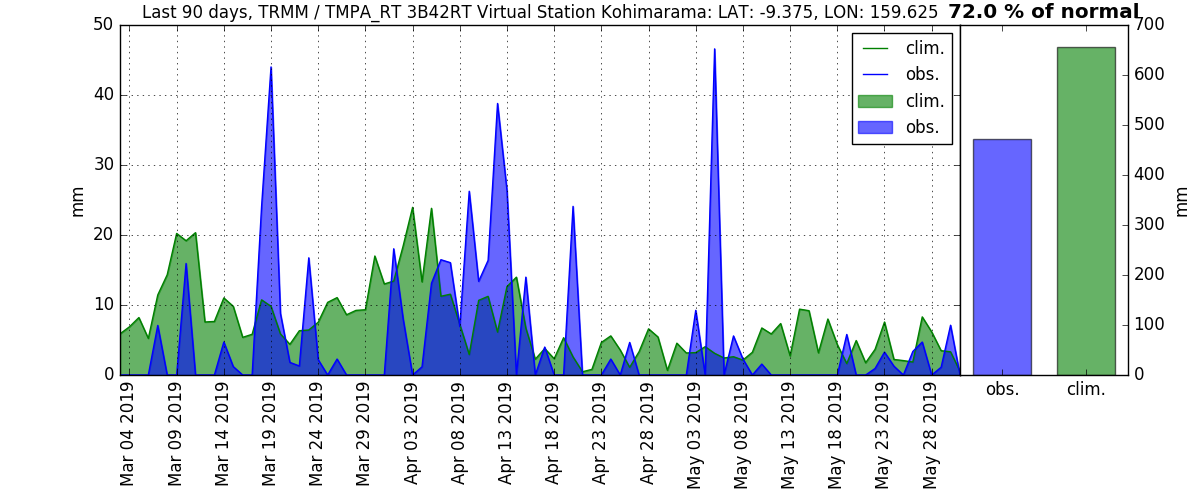 Last 90 days, TRMM / TMPA_RT 3B42RT Virtual Station Kohimarama: LAT: -9.375, LON: 159.625 72.0 % of normal
50
40
30
20
10
0
mm
clim.
obs.
clim.
obs.
700
600
500
400
300
200
100
0
mm
Mar 04 2019
Mar 09 2019
Mar 14 2019
Mar 19 2019
Mar 24 2019
Mar 29 2019
Apr 03 2019
Apr 08 2019
Apr 13 2019
Apr 18 2019
Apr 23 2019
Apr 28 2019
May 03 2019
May 08 2019
May 13 2019
May 18 2019
May 23 2019
May 28 2019
obs.
clim.